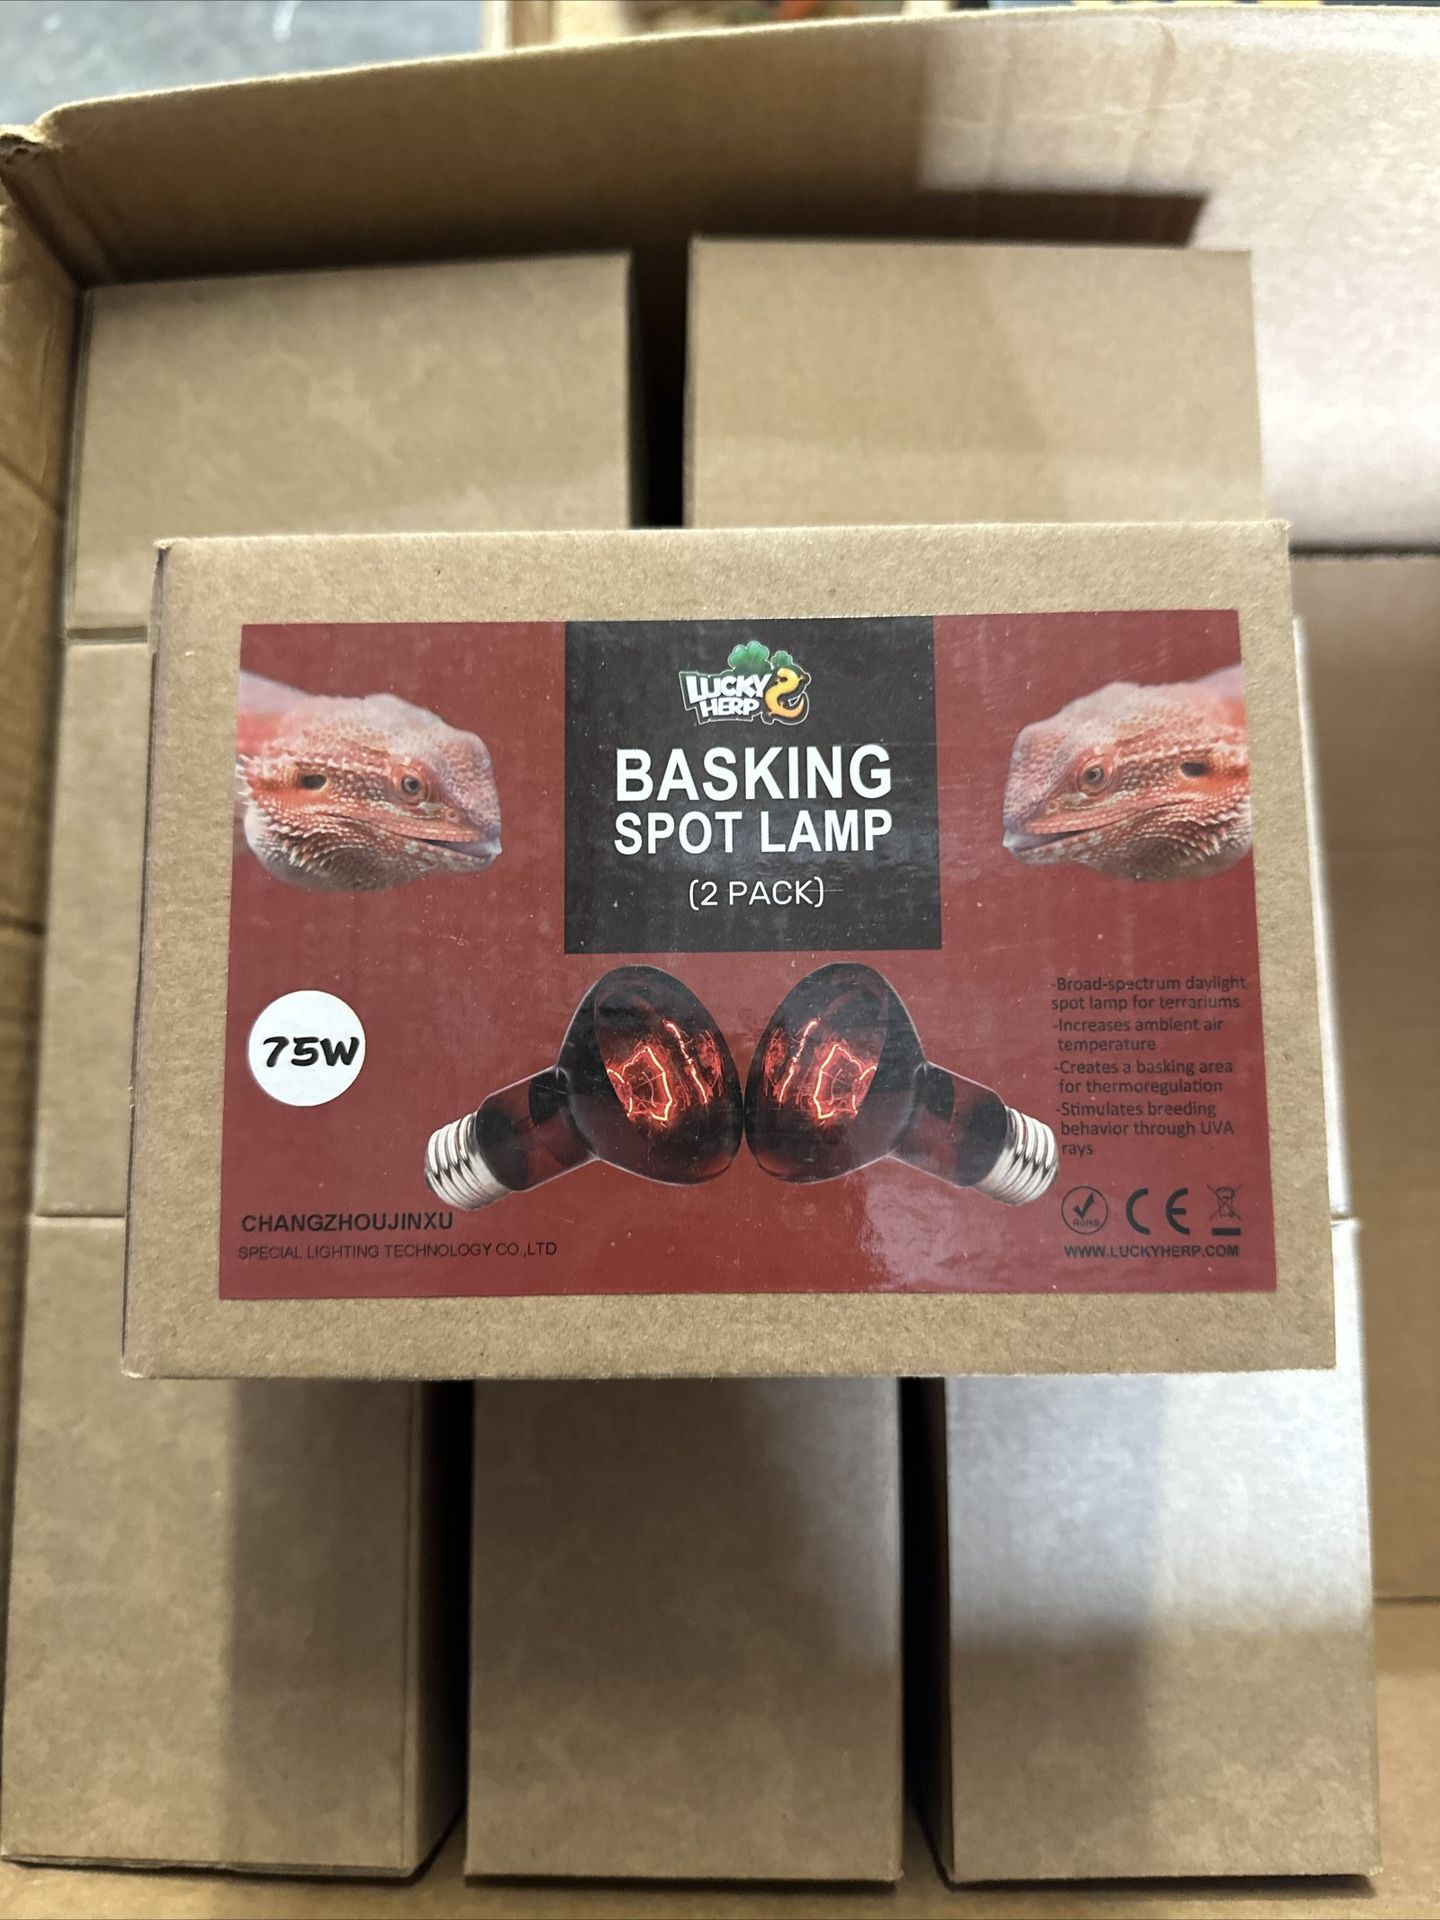 LUCKY
HERP
BASKING
SPOT LAMP
(2 PACK)
75W
-Broad-spectrum daylight
spot lamp for terrariums
-Increases ambient air
temperature
-Creates a basking area
for thermoregulation
-Stimulates breeding
behavior through UVA
rays
CHANGZHOUJINXU
SPECIAL LIGHTING TECHNOLOGY CO.,LTD
RoHS
CE
WWW.LUCKYHERP.COM